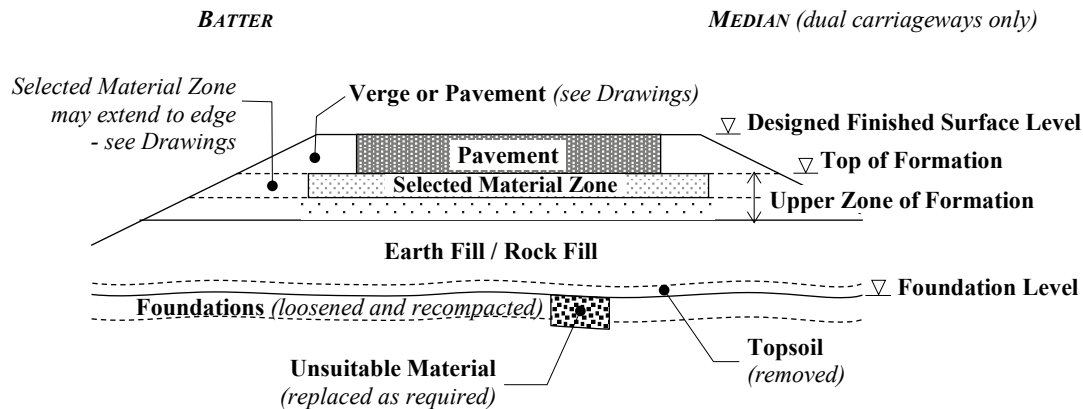 BATTER
MEDIAN (dual carriageways only)
Selected Material Zone
may extend to edge
- see Drawings
Verge or Pavement (see Drawings)
Designed Finished Surface Level
Pavement
Top of Formation
Selected Material Zone
Upper Zone of Formation
Earth Fill / Rock Fill
Foundation Level
Foundations (loosened and recompacted)
Unsuitable Material
(replaced as required)
Topsoil
(removed)